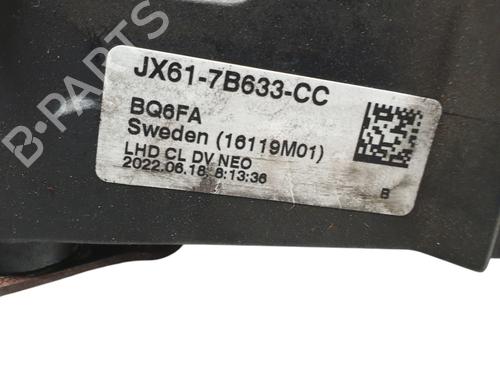 JX61-7B633-CC
BQ6FA
Sweden (16119M01)
LHD CL DV NEO
2022.06.18 8:13:36
B
B-PARTS